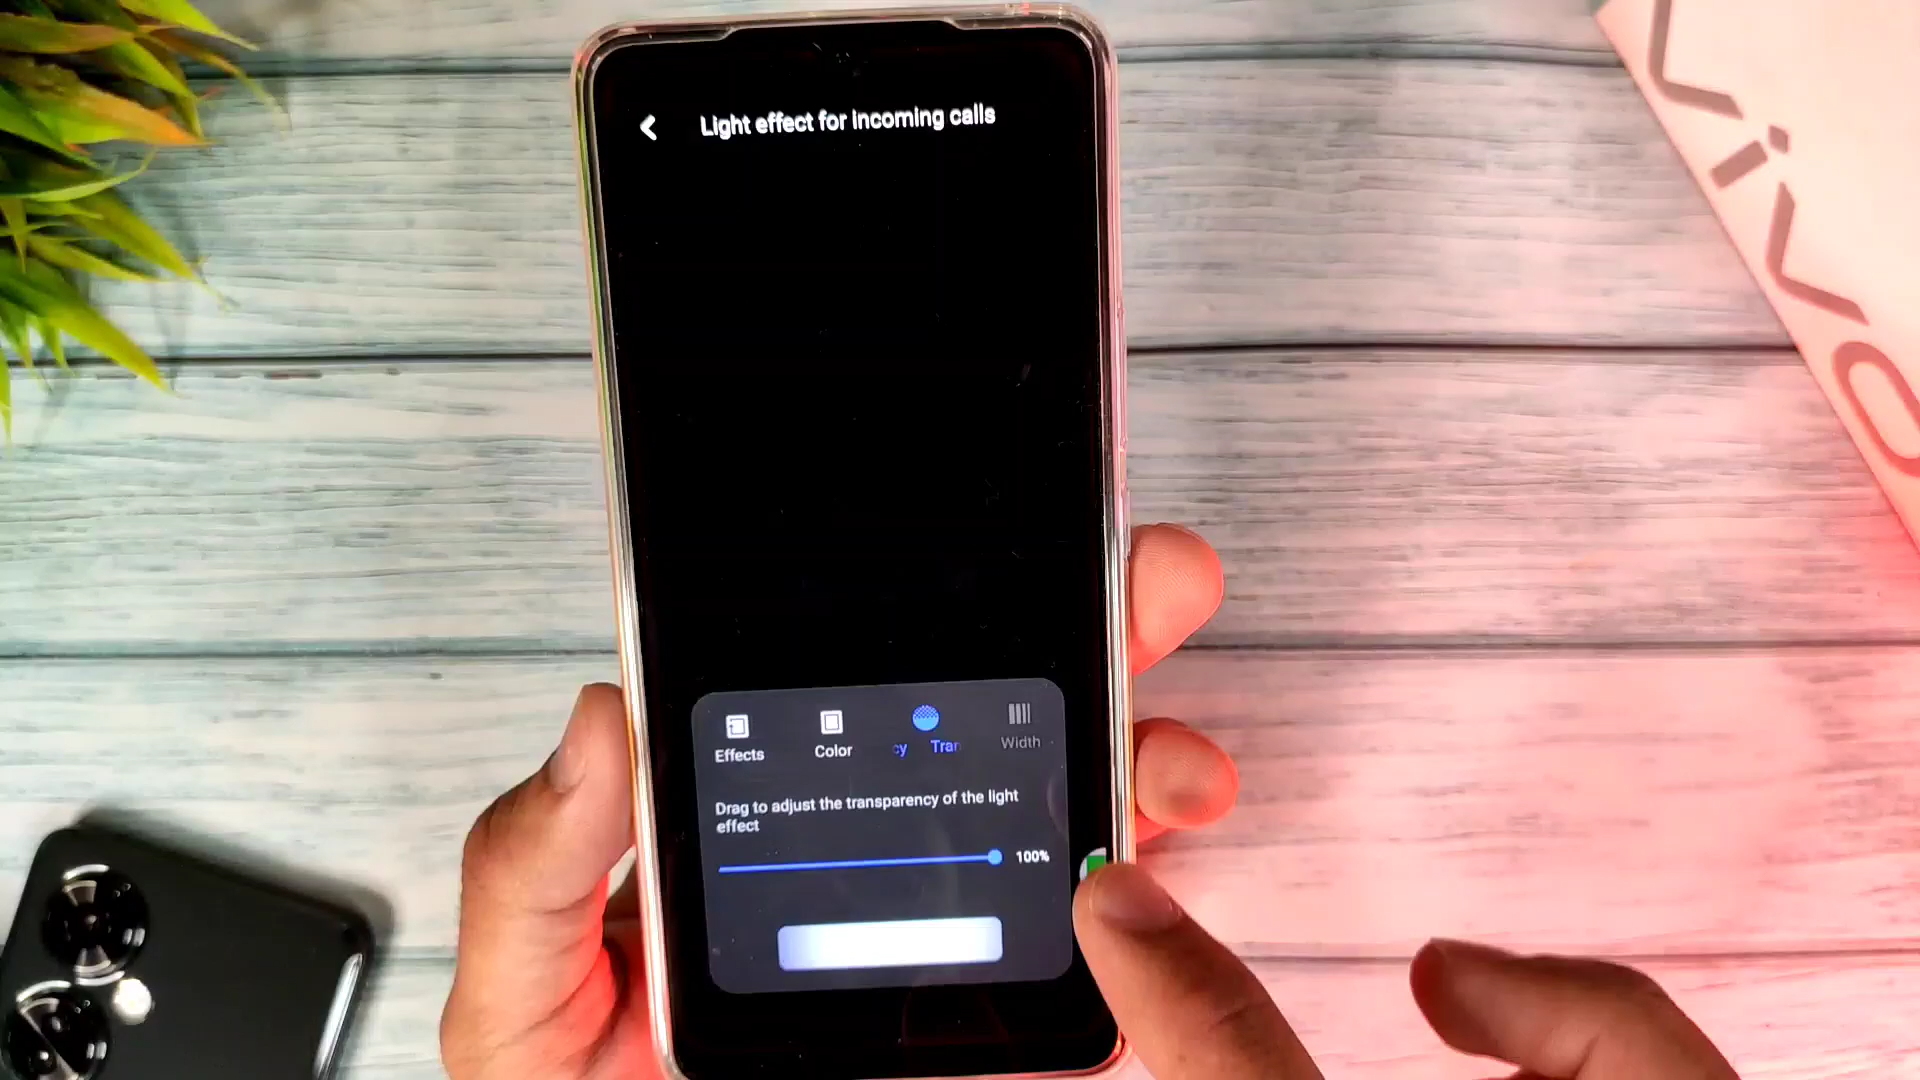 Light effect for incoming calls
Effects
Color
cy Tran
Width
Drag to adjust the transparency of the light
effect
100%
vivo